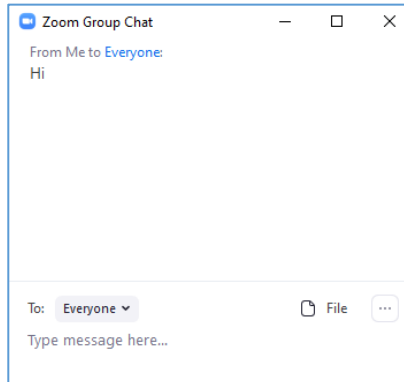 Zoom Group Chat
From Me to Everyone:
Hi
To: Everyone File ...
Type message here...